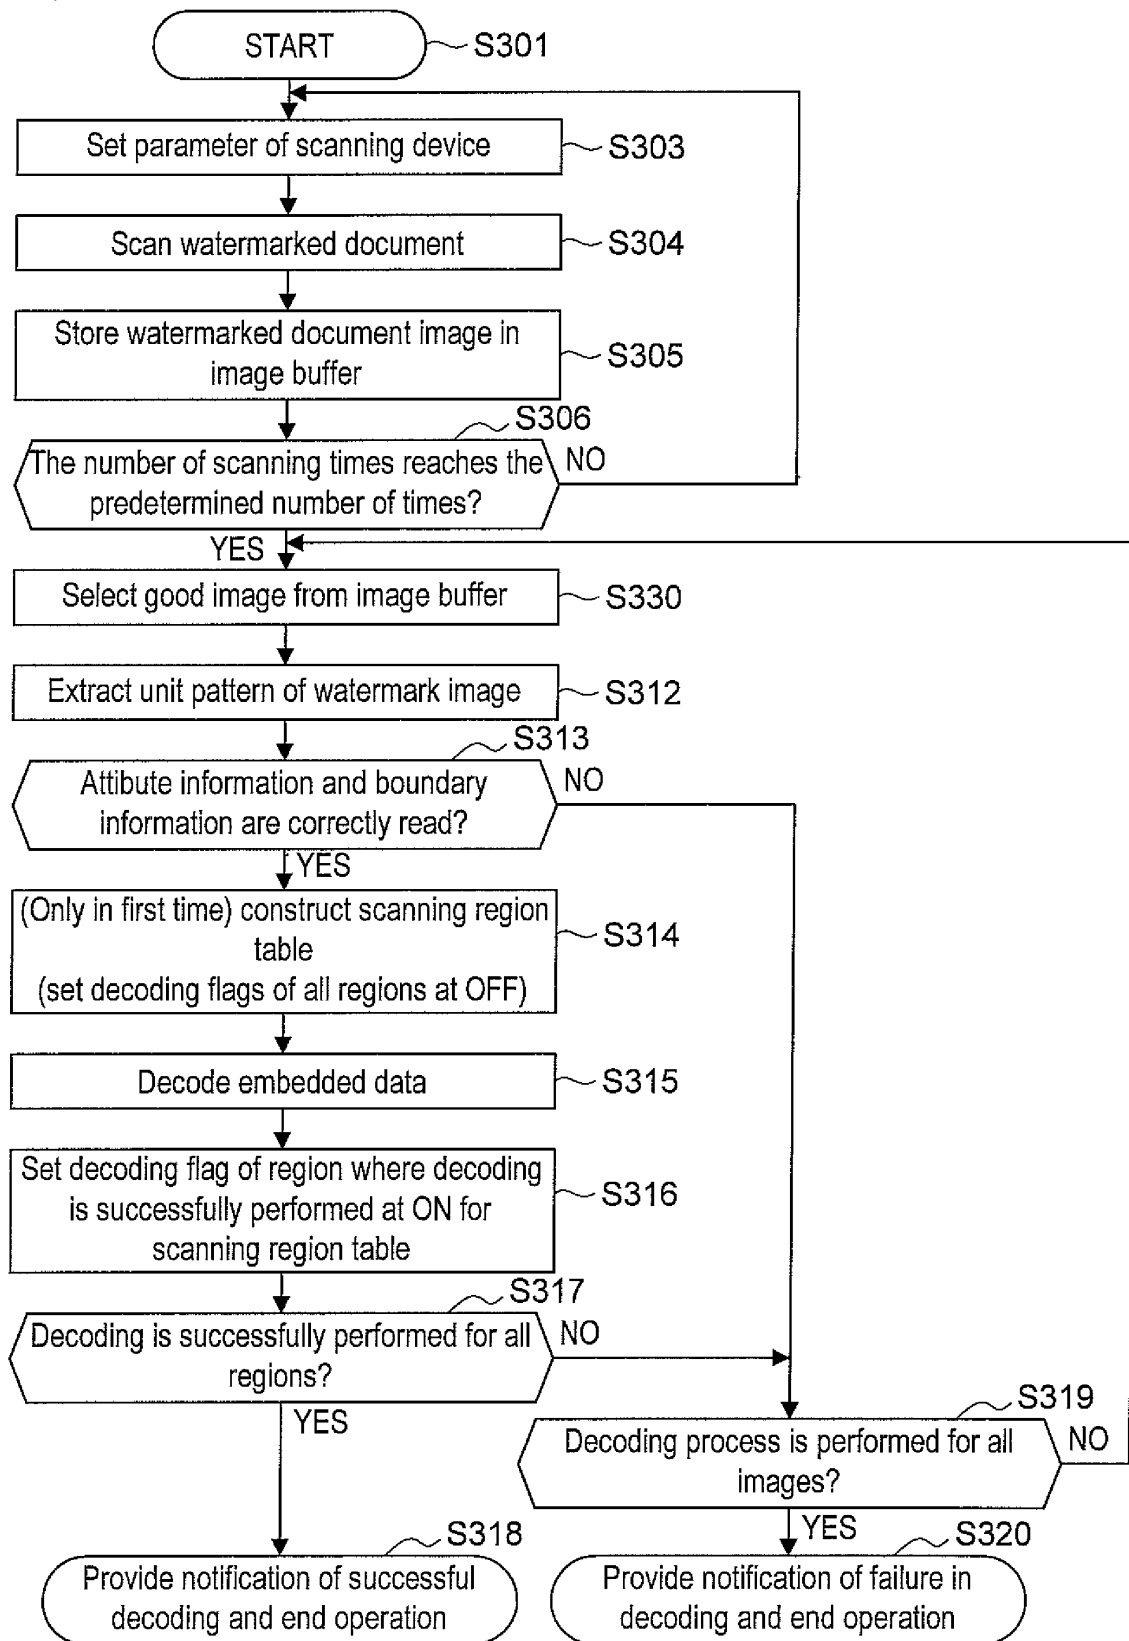 START
S301
Set parameter of scanning device
S303
Scan watermarked document
S304
Store watermarked document image in
image buffer
S305
S306
The number of scanning times reaches the
predetermined number of times?
NO
YES
Select good image from image buffer
S330
Extract unit pattern of watermark image
S312
S313
Attibute information and boundary
information are correctly read?
NO
YES
(Only in first time) construct scanning region
table
(set decoding flags of all regions at OFF)
S314
Decode embedded data
S315
Set decoding flag of region where decoding
is successfully performed at ON for
scanning region table
S316
S317
Decoding is successfully performed for all
regions?
NO
YES
S319
Decoding process is performed for all
images?
NO
YES
S318
Provide notification of successful
decoding and end operation
S320
Provide notification of failure in
decoding and end operation